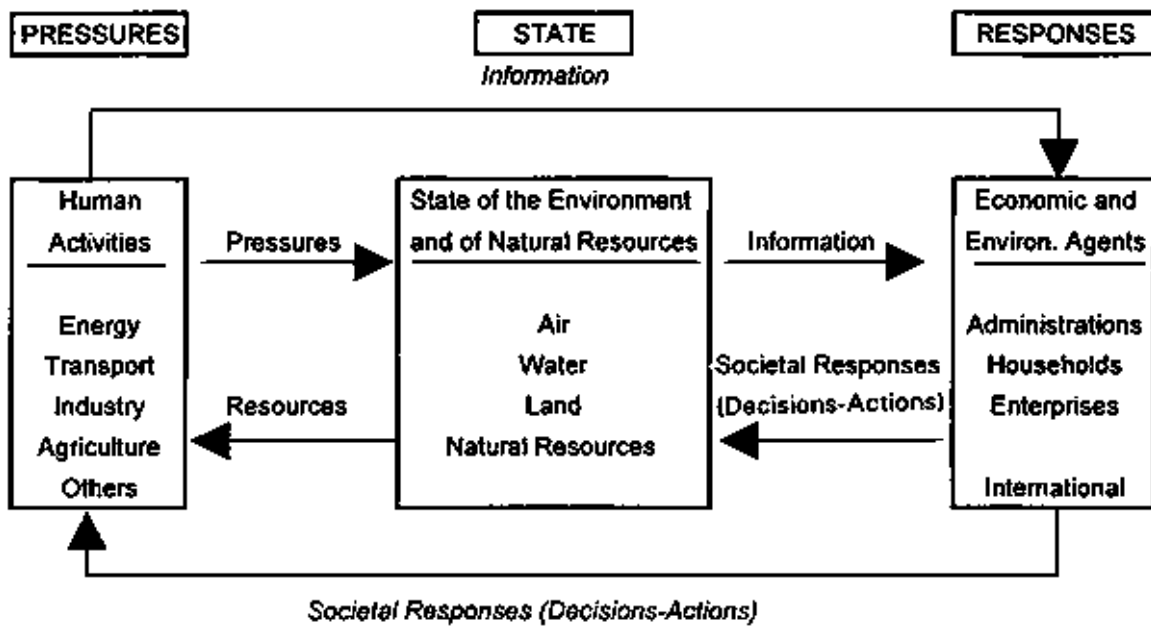 PRESSURES
STATE
RESPONSES
Information
Human
Activities
Energy
Transport
Industry
Agriculture
Others
Pressures
Resources
State of the Environment
and of Natural Resources
Air
Water
Land
Natural Resources
Information
Societal Responses
(Decisions-Actions)
Economic and
Environ. Agents
Administrations
Households
Enterprises
International
Societal Responses (Decisions-Actions)